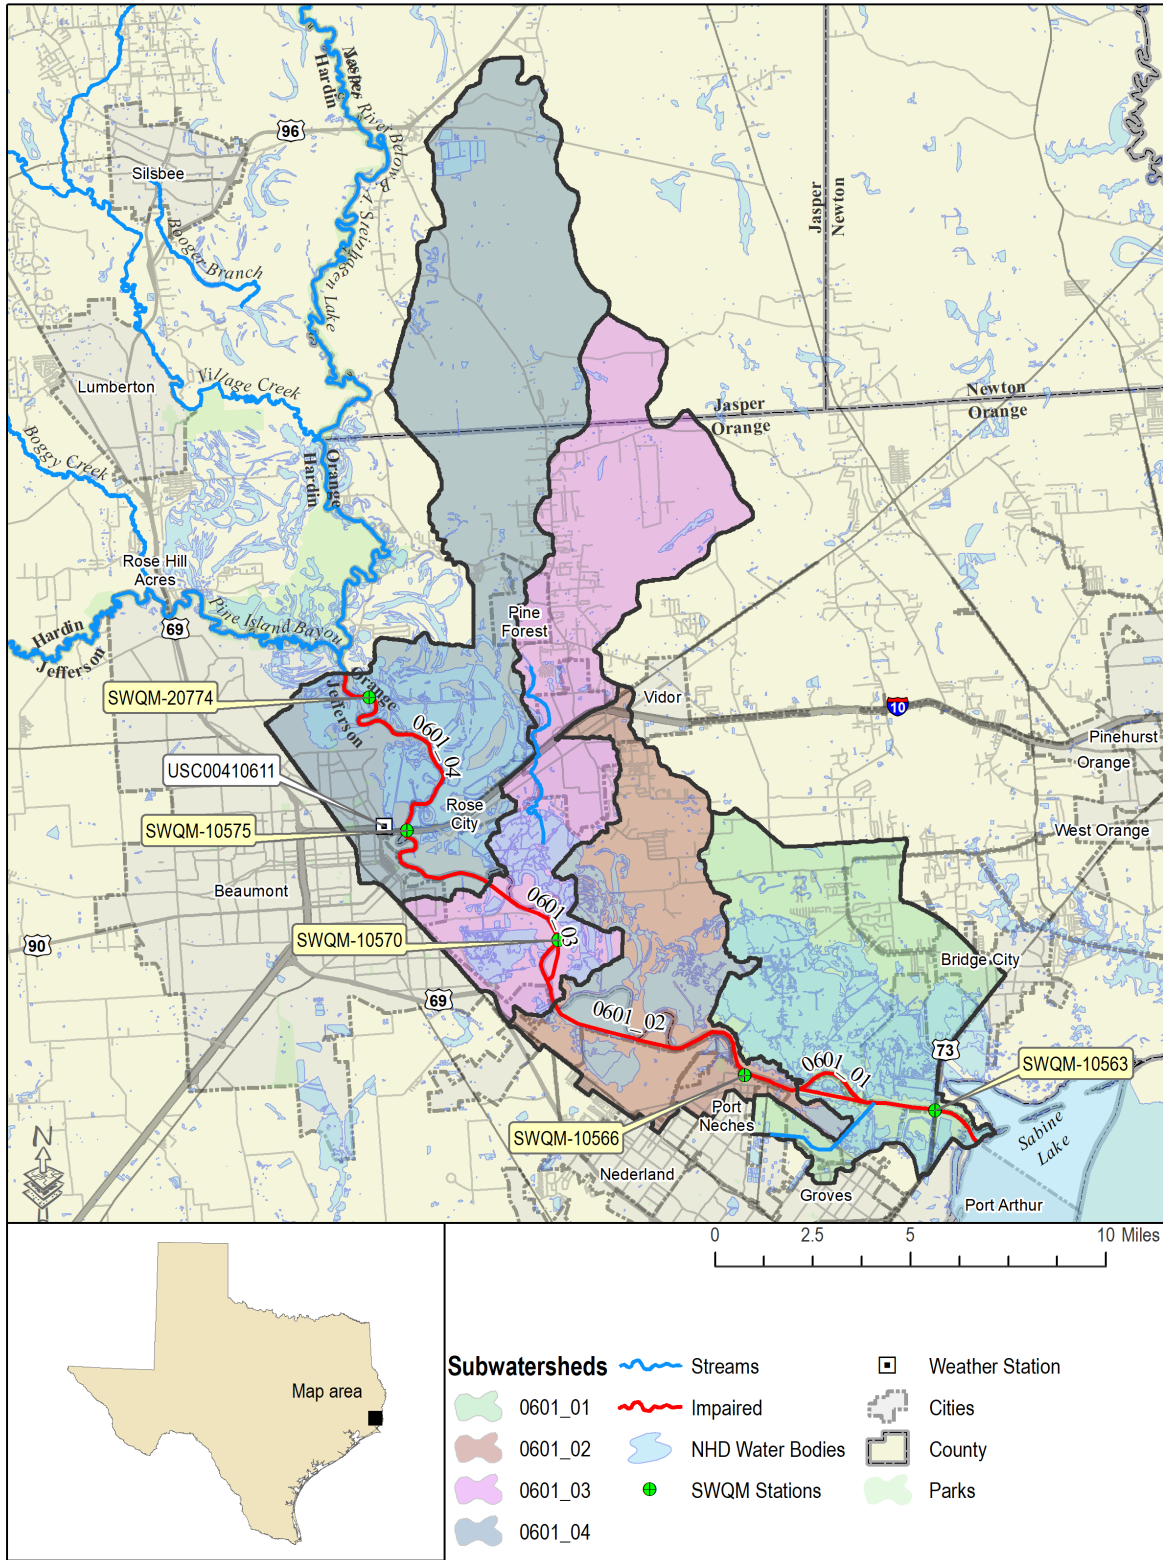 Jasper
Hardin
Neches River Below B.
A Steinhagen Lake
96
Silsbee
Booger Branch
Jasper
Newton
Lumberton
Village Creek
Newton
Orange
Jasper
Orange
Boggy Creek
Orange
Hardin
Rose Hill
Acres
Pine Island Bayou
Pine
Forest
Hardin
Jefferson
69
Orange
Jefferson
SWQM-20774
Vidor
10
0601_04
Pinehurst
Orange
USC00410611
Rose
City
SWQM-10575
West Orange
Beaumont
0601_03
SWQM-10570
90
Bridge City
69
0601_02
73
SWQM-10563
0601_01
Port
Neches
SWQM-10566
Sabine
Lake
N
Nederland
Groves
Port Arthur
0 2.5 5 10 Miles
Map area
Subwatersheds
0601_01
0601_02
0601_03
0601_04
Streams
Impaired
NHD Water Bodies
SWQM Stations
Weather Station
Cities
County
Parks